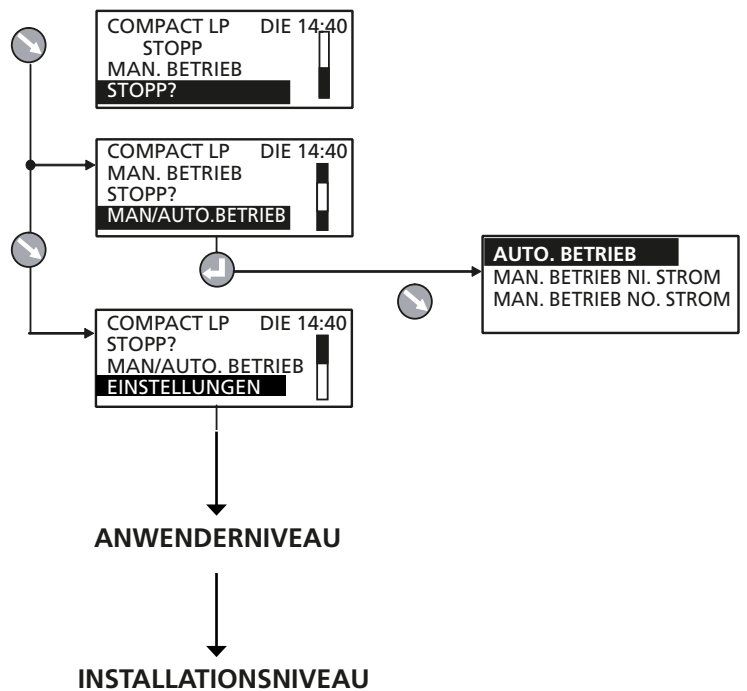 COMPACT LP DIE 14:40
STOPP
MAN. BETRIEB
STOPP?
COMPACT LP DIE 14:40
MAN. BETRIEB
STOPP?
MAN/AUTO.BETRIEB
AUTO. BETRIEB
MAN. BETRIEB NI. STROM
MAN. BETRIEB NO. STROM
COMPACT LP DIE 14:40
STOPP?
MAN/AUTO. BETRIEB
EINSTELLUNGEN
ANWENDERNIVEAU
INSTALLATIONSNIVEAU